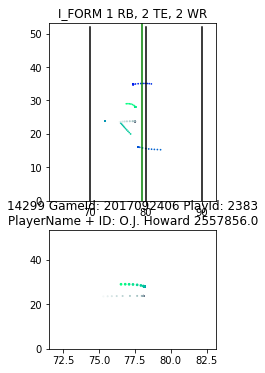 I_FORM 1 RB, 2 TE, 2 WR
50
40
30
20
10
0
70 80 90
14299 GameId: 2017092406 PlayId: 2383
PlayerName + ID: O.J. Howard 2557856.0
40
20
0
72.5 75.0 77.5 80.0 82.5